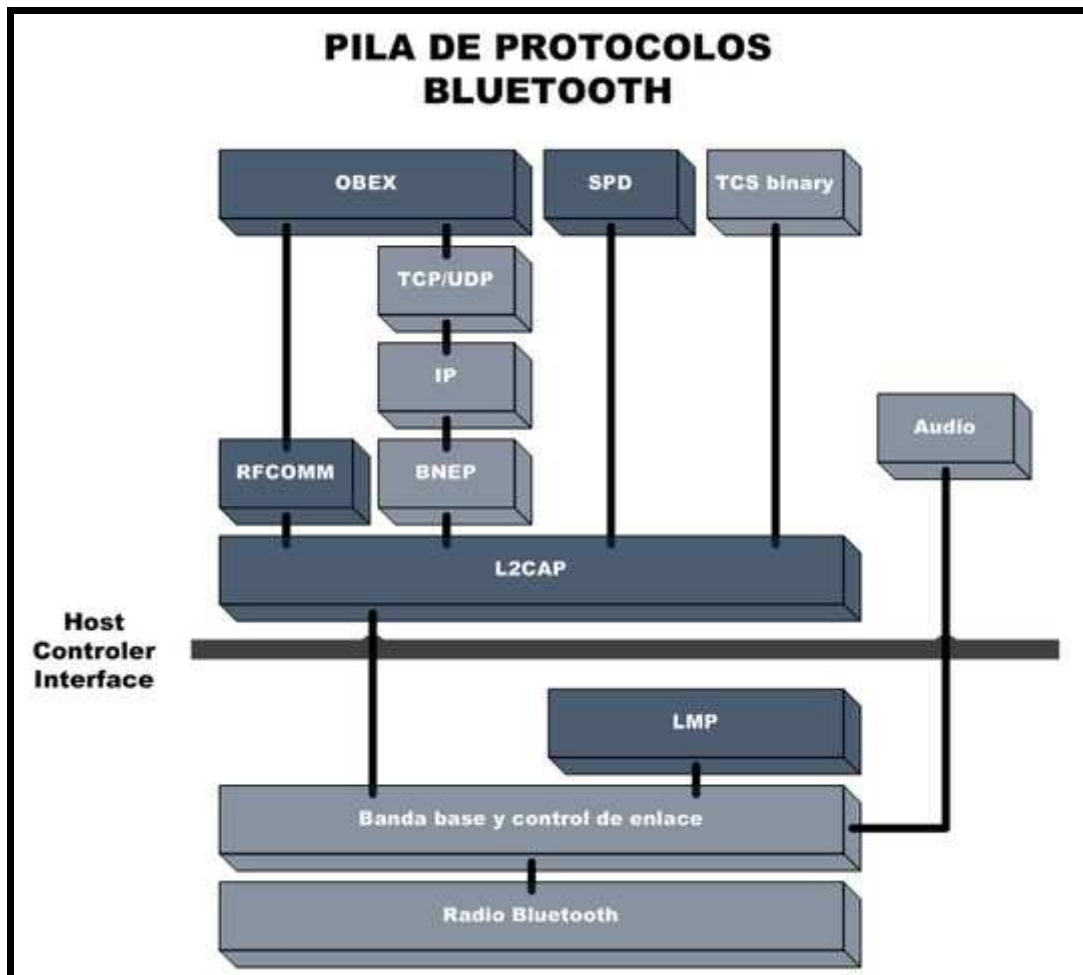 PILA DE PROTOCOLOS
BLUETOOTH
OBEX
SPD
TCS binary
TCP/UDP
IP
Audio
RFCOMM
BNEP
L2CAP
Host
Controler
Interface
LMP
Banda base y control de enlace
Radio Bluetooth